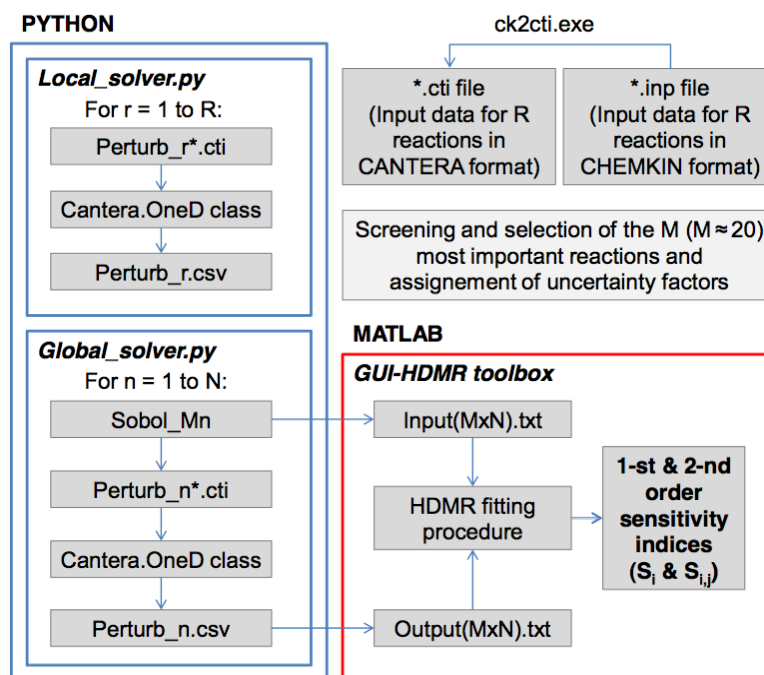 PYTHON
Local_solver.py
For r = 1 to R:
Perturb_r*.cti
Cantera.OneD class
Perturb_r.csv
Global_solver.py
For n = 1 to N:
Sobol_Mn
Perturb_n*.cti
Cantera.OneD class
Perturb_n.csv
ck2cti.exe
*.cti file
(Input data for R
reactions in
CANTERA format)
*.inp file
(Input data for R
reactions in
CHEMKIN format)
Screening and selection of the M (M ≈ 20)
most important reactions and
assignement of uncertainty factors
MATLAB
GUI-HDMR toolbox
Input(MxN).txt
HDMR fitting
procedure
Output(MxN).txt
1-st & 2-nd
order
sensitivity
indices
(Si & Si,j)